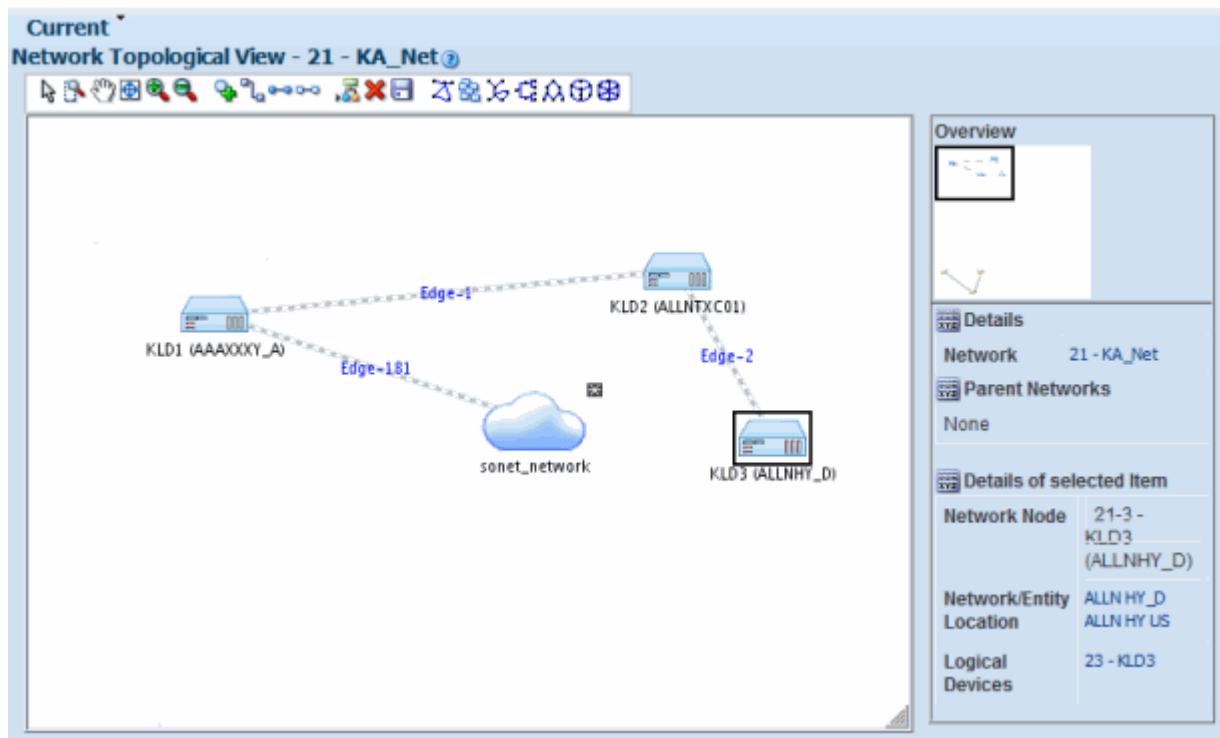 Current
Network Topological View - 21 - KA_Net
Overview
Edge-1
KLD2 (ALLNTXC01)
KLD1 (AAAXXXY_A)
Edge-181
Edge-2
sonet_network
KLD3 (ALLNHY_D)
Details
Network 21 - KA_Net
Parent Networks
None
Details of selected Item
Network Node 21-3 -
KLD3
(ALLNHY_D)
Network/Entity ALLN HY_D
Location ALLN HY US
Logical 23 - KLD3
Devices